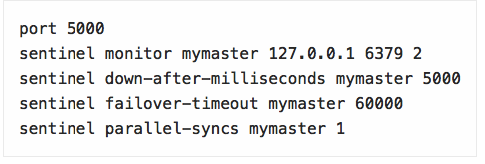 port 5000
sentinel monitor mymaster 127.0.0.1 6379 2
sentinel down-after-milliseconds mymaster 5000
sentinel failover-timeout mymaster 60000
sentinel parallel-syncs mymaster 1